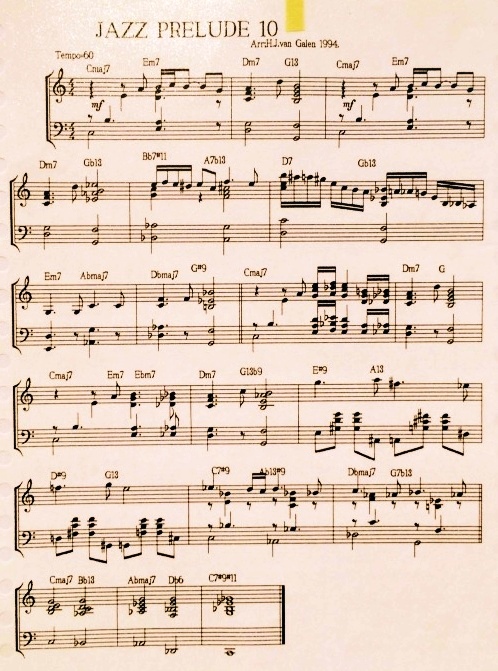 JAZZ PRELUDE 10
Arr:H.J.van Galen 1994.
Tempo=60
Cmaj7 Em7 Dm7 G13 Cmaj7 Em7
mf mf
Dm7 Gb13 Bb7#11 A7b13 D7 Gb13
Em7 Abmaj7 Dbmaj7 G#9 Cmaj7 Dm7 G
Cmaj7 Em7 Ebm7 Dm7 G13b9 E#9 A13
D#9 G13 C7#9 Ab13#9 Dbmaj7 G7b13
Cmaj7 Bb13 Abmaj7 Db6 C7#9#11